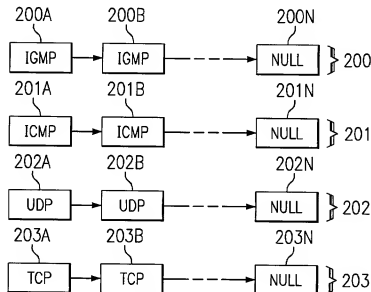 200A 200B 200N
IGMP IGMP NULL 200
201A 201B 201N
ICMP ICMP NULL 201
202A 202B 202N
UDP UDP NULL 202
203A 203B 203N
TCP TCP NULL 203